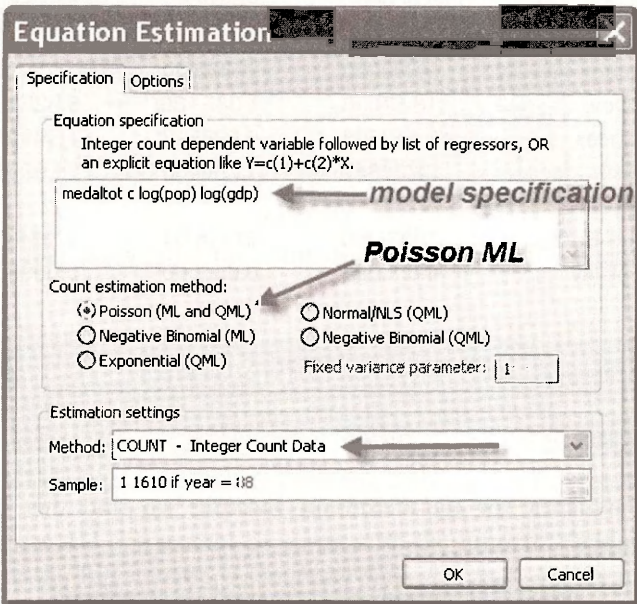 Equation Estimation
Specification Options
Equation specification
Integer count dependent variable followed by list of regressors, OR
an explicit equation like Y=c(1)+c(2)*X.
medaltot c log(pop) log(gdp)
model specification
Poisson ML
Count estimation method:
Poisson (ML and QML)
Normal/NLS (QML)
Negative Binomial (ML)
Negative Binomial (QML)
Exponential (QML)
Fixed variance parameter: 1
Estimation settings
Method: COUNT - Integer Count Data
Sample: 1 1610 if year = 88
OK Cancel